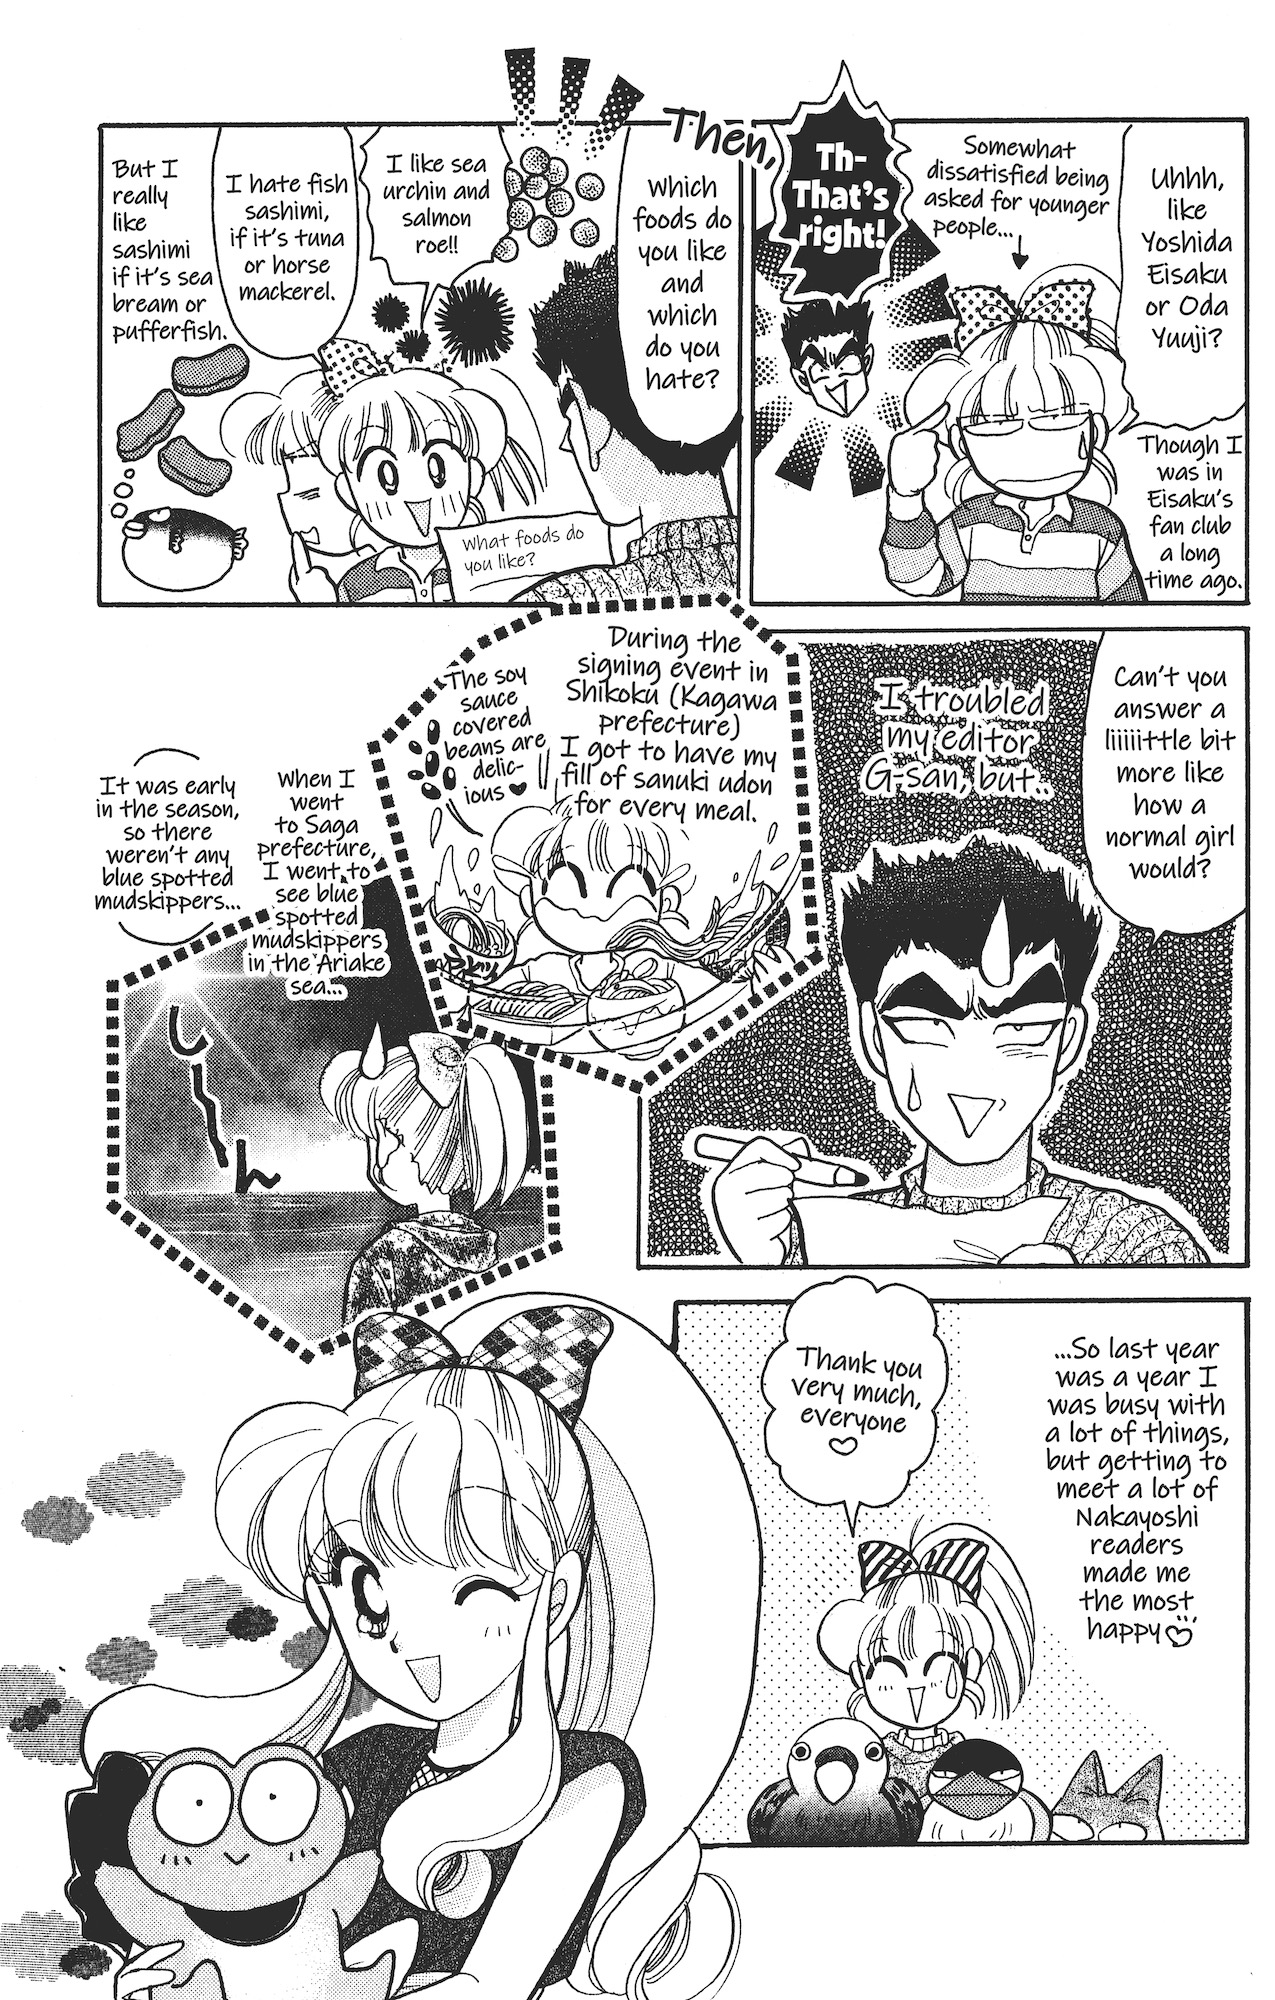 Uhhh,
like
Yoshida
Eisaku
or Oda
Yuuji?
Though I
was in
Eisaku's
fan club
a long
time ago.
Somewhat
dissatisfied being
asked for younger
people...
Th-
That's
right!
Then,
Which
foods do
you like
and
which
do you
hate?
What foods do
you like?
I like sea
urchin and
salmon
roe!!
I hate fish
sashimi,
if it's tuna
or horse
mackerel.
But I
really
like
sashimi
if it's sea
bream or
pufferfish.
Can't you
answer a
liiiiittle bit
more like
how a
normal girl
would?
I troubled
my editor
G-san, but..
During the
signing event in
Shikoku (Kagawa
prefecture)
I got to have my
fill of sanuki udon
for every meal.
The soy
sauce
covered
beans are
delic-
ious ♥
When I
went
to Saga
prefecture,
I went to
see blue
spotted
mudskippers
in the Ariake
sea...
It was early
in the season,
so there
weren't any
blue spotted
mudskippers...
し〜ん
...So last year
was a year I
was busy with
a lot of things,
but getting to
meet a lot of
Nakayoshi
readers
made me
the most
happy♡
Thank you
very much,
everyone
♡